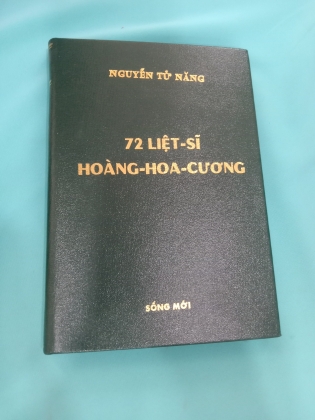 NGUYỄN TỬ NĂNG
72 LIỆT-SĨ
HOÀNG-HOA-CƯƠNG
SỐNG MỚI